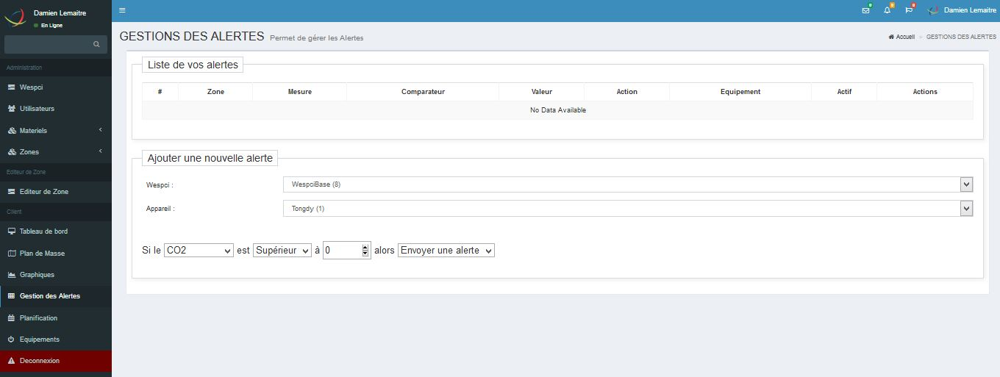 Damien Lemaitre
En Ligne
Administration
Wespci
Utilisateurs
Materiels
Zones
Editeur de Zone
Editeur de Zone
Client
Tableau de bord
Plan de Masse
Graphiques
Gestion des Alertes
Planification
Equipements
Deconnexion
Damien Lemaitre
GESTIONS DES ALERTES Permet de gérer les Alertes
Accueil > GESTIONS DES ALERTES
Liste de vos alertes
# Zone Mesure Comparateur Valeur Action Equipement Actif Actions
No Data Available
Ajouter une nouvelle alerte
Wespci : WespciBase (8)
Appareil : Tongdy (1)
Si le CO2 est Supérieur à 0 alors Envoyer une alerte